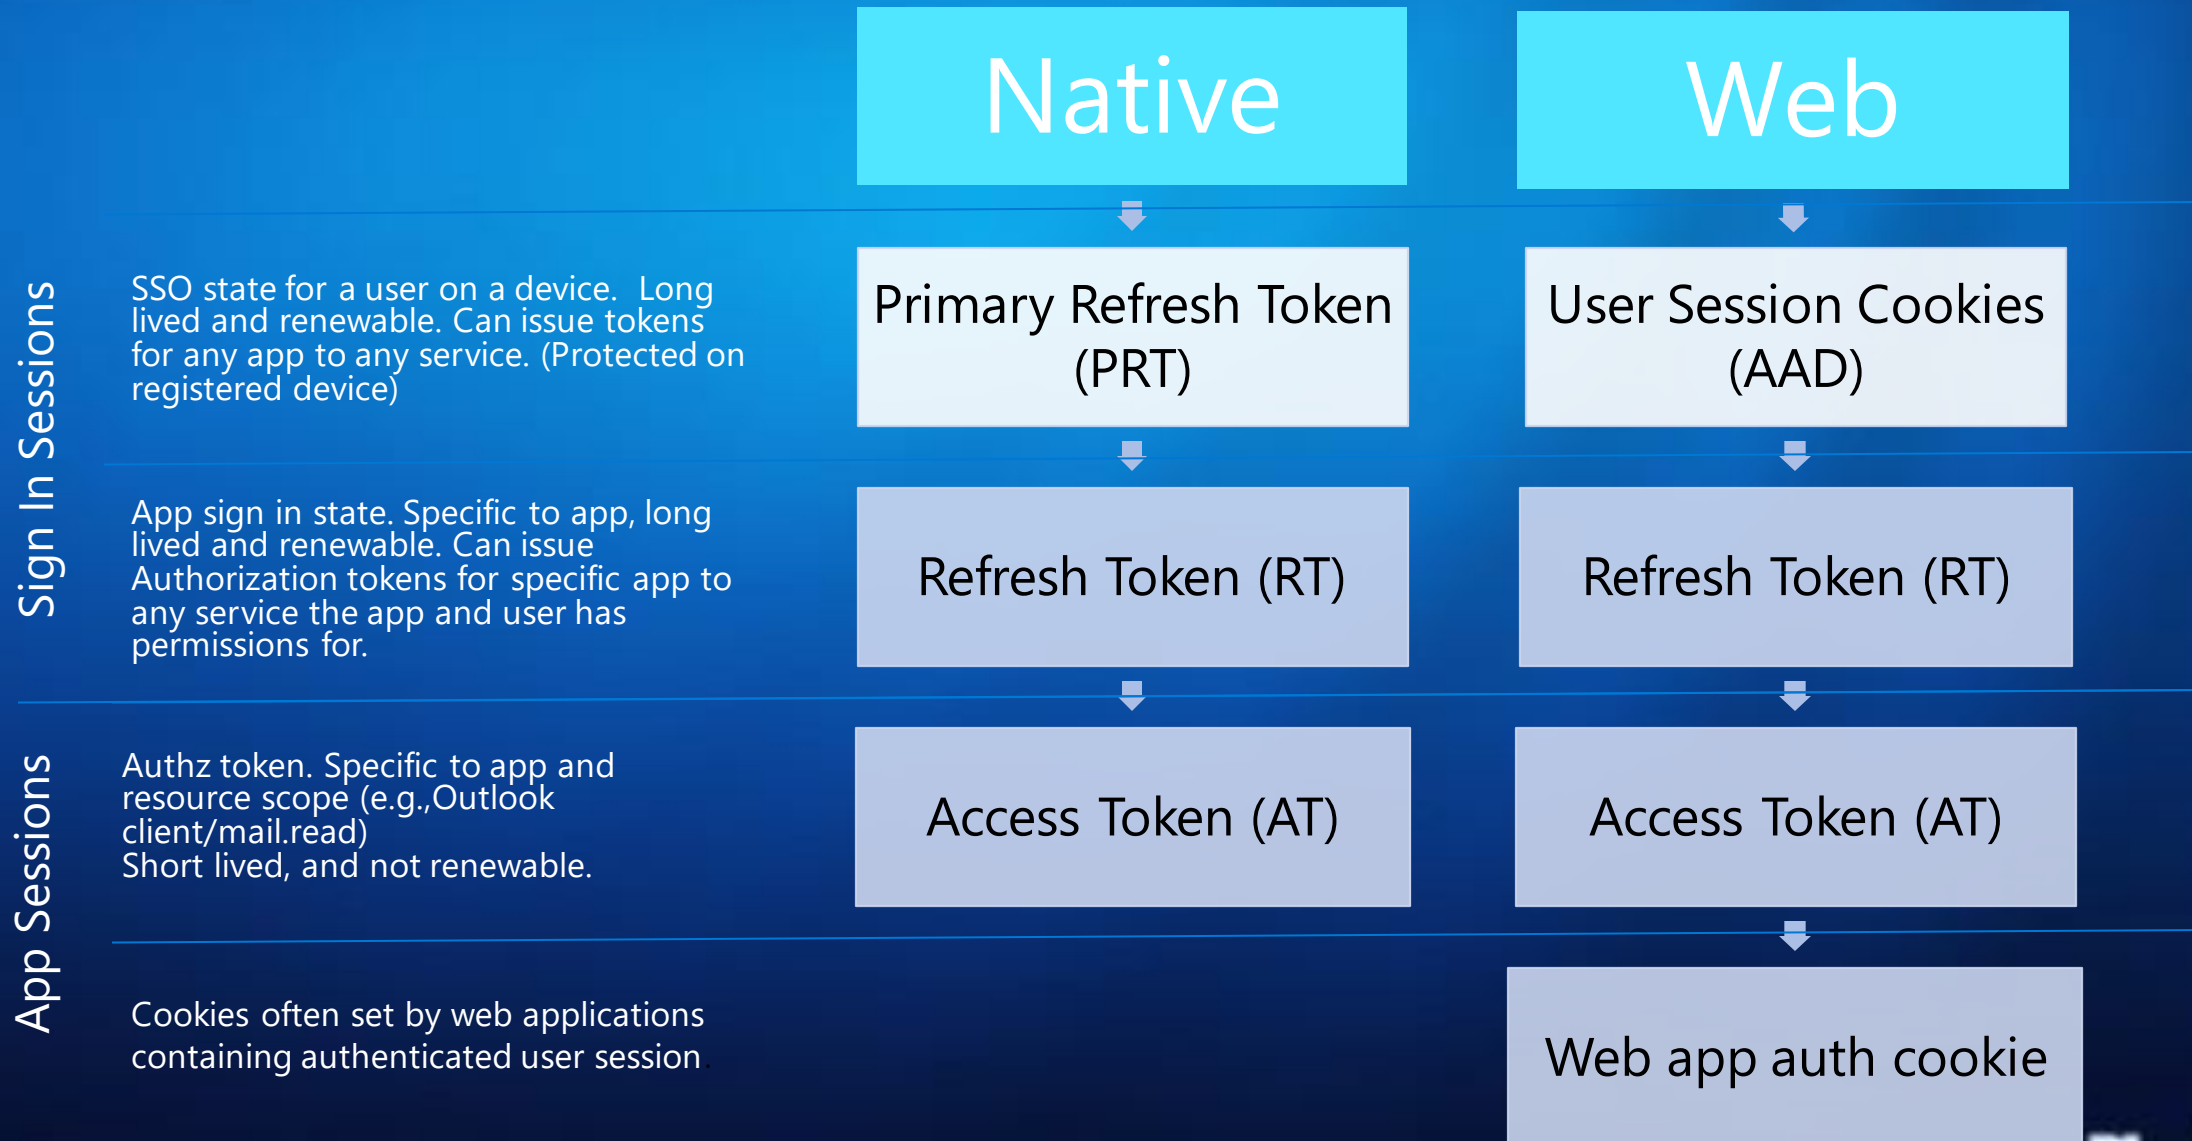 Native
Web
Sign In Sessions
SSO state for a user on a device.  Long
lived and renewable. Can issue tokens
for any app to any service. (Protected on
registered device)
Primary Refresh Token
(PRT)
User Session Cookies
(AAD)
App sign in state. Specific to app, long
lived and renewable. Can issue
Authorization tokens for specific app to
any service the app and user has
permissions for.
Refresh Token (RT)
Refresh Token (RT)
App Sessions
Authz token. Specific to app and
resource scope (e.g.,Outlook
client/mail.read)
Short lived, and not renewable.
Access Token (AT)
Access Token (AT)
Cookies often set by web applications
containing authenticated user session.
Web app auth cookie